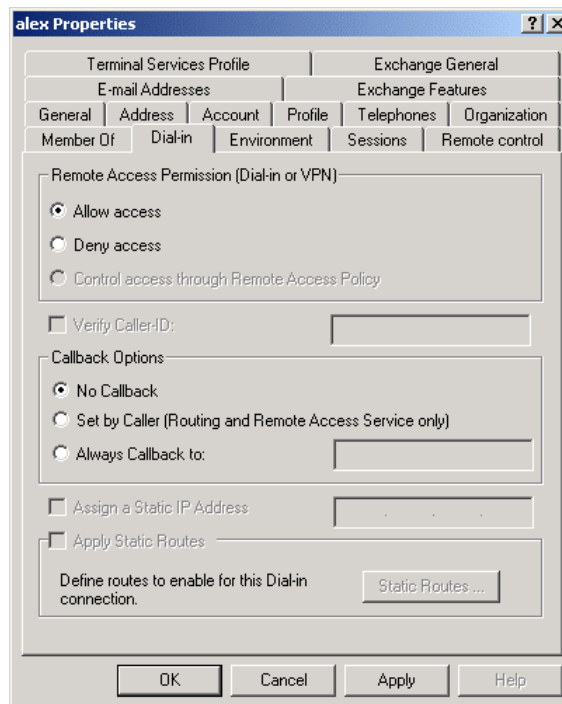 alex Properties
Terminal Services Profile Exchange General
E-mail Addresses Exchange Features
General Address Account Profile Telephones Organization
Member Of Dial-in Environment Sessions Remote control
Remote Access Permission (Dial-in or VPN)
Allow access
Deny access
Control access through Remote Access Policy
Verify Caller-ID:
Callback Options
No Callback
Set by Caller (Routing and Remote Access Service only)
Always Callback to:
Assign a Static IP Address
Apply Static Routes
Define routes to enable for this Dial-in
connection.
Static Routes ...
OK Cancel Apply Help